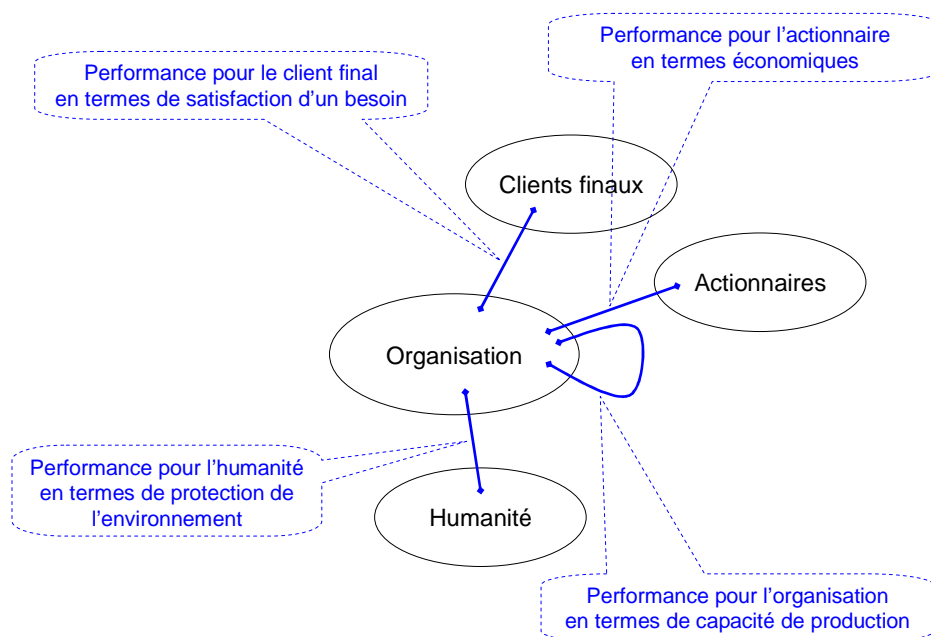 Performance pour l’actionnaire
en termes économiques
Performance pour le client final
en termes de satisfaction d’un besoin
Clients finaux
Actionnaires
Organisation
Performance pour l’humanité
en termes de protection de
l’environnement
Humanité
Performance pour l’organisation
en termes de capacité de production